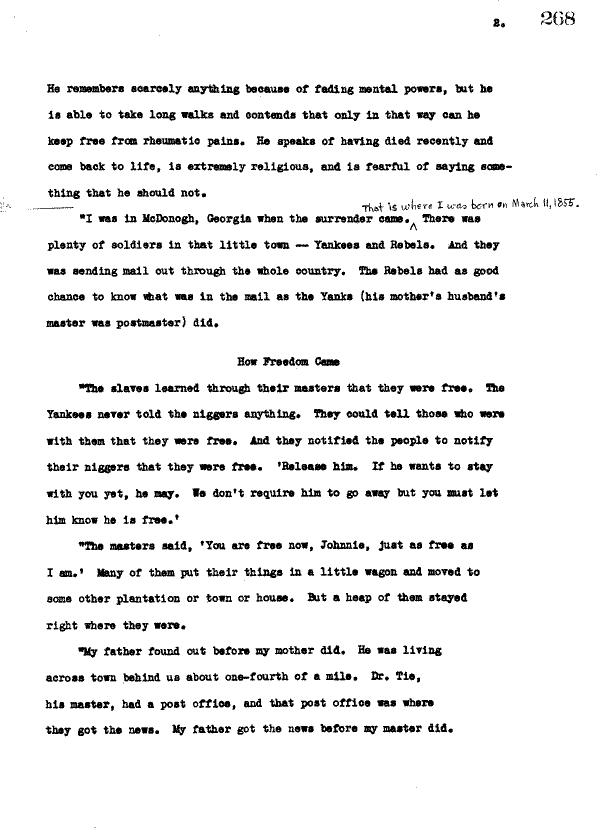 2. 268
He remembers scarcely anything because of fading mental powers, but he
is able to take long walks and contends that only in that way can he
keep free from rheumatic pains. He speaks of having died recently and
come back to life, is extremely religious, and is fearful of saying some-
thing that he should not.
That is where I was born on March 11, 1855.
"I was in McDonogh, Georgia when the surrender came. There was
plenty of soldiers in that little town -- Yankees and Rebels. And they
was sending mail out through the whole country. The Rebels had as good
chance to know what was in the mail as the Yanks (his mother's husband's
master was postmaster) did.
How Freedom Came
"The slaves learned through their masters that they were free. The
Yankees never told the niggers anything. They could tell those who were
with them that they were free. And they notified the people to notify
their niggers that they were free. 'Release him. If he wants to stay
with you yet, he may. We don't require him to go away but you must let
him know he is free.'
"The masters said, 'You are free now, Johnnie, just as free as
I am.' Many of them put their things in a little wagon and moved to
some other plantation or town or house. But a heap of them stayed
right where they were.
"My father found out before my mother did. He was living
across town behind us about one-fourth of a mile. Dr. Tie,
his master, had a post office, and that post office was where
they got the news. My father got the news before my master did.